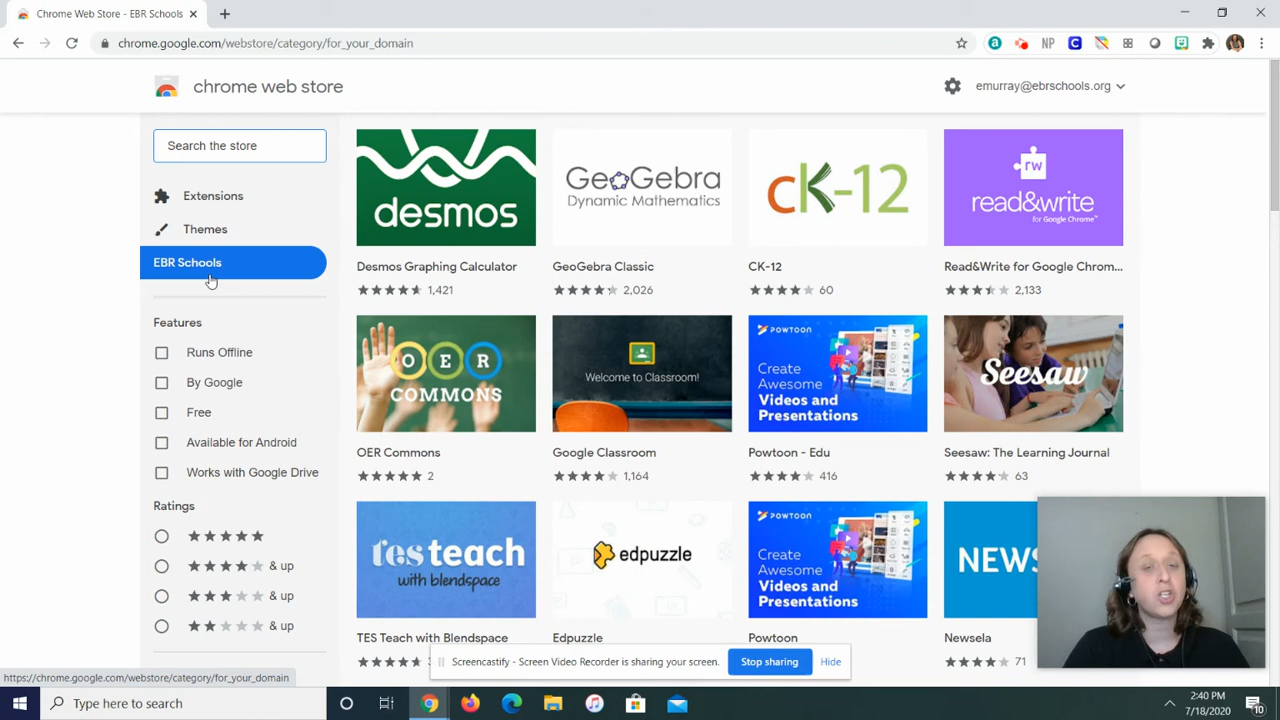 Chrome Web Store - EBR Schools
chrome.google.com/webstore/category/for_your_domain
NP
chrome web store
emurray@ebrschools.org
Search the store
Extensions
Themes
EBR Schools
Features
Runs Offline
By Google
Free
Available for Android
Works with Google Drive
Ratings
& up
& up
& up
desmos
GeoGebra
Dynamic Mathematics
cK-12
rw
read&write
for Google Chrome™
Desmos Graphing Calculator
GeoGebra Classic
CK-12
Read&Write for Google Chrom...
1,421
2,026
60
2,133
OER
COMMONS
Welcome to Classroom!
POWTOON
Create
Awesome
Videos and
Presentations
Seesaw
OER Commons
Google Classroom
Powtoon - Edu
Seesaw: The Learning Journal
2
1,164
416
63
tes teach
with blendspace
edpuzzle
POWTOON
Create
Awesome
Videos and
Presentations
NEWS
TES Teach with Blendspace
Edpuzzle
Powtoon
Newsela
71
Screencastify - Screen Video Recorder is sharing your screen.
Stop sharing
Hide
https://chrome.google.com/webstore/category/for_your_domain
Type here to search
2:40 PM
7/18/2020
10